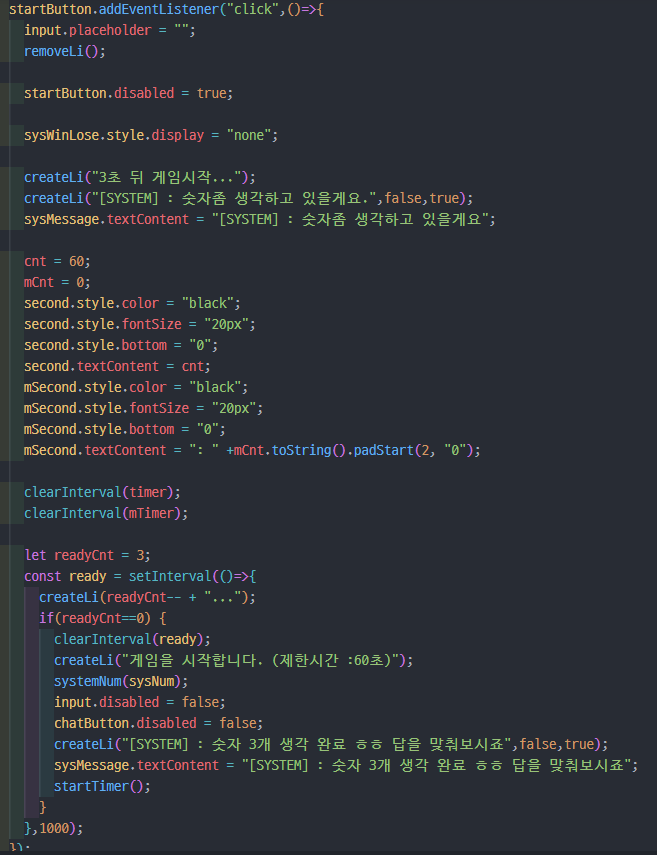 startButton.addEventListener("click",()=>{
input.placeholder = "";
removeLi();
startButton.disabled = true;
sysWinLose.style.display = "none";
createLi("3초 뒤 게임시작...");
createLi("[SYSTEM] : 숫자좀 생각하고 있을게요.",false,true);
sysMessage.textContent = "[SYSTEM] : 숫자좀 생각하고 있을게요";
cnt = 60;
mCnt = 0;
second.style.color = "black";
second.style.fontSize = "20px";
second.style.bottom = "0";
second.textContent = cnt;
mSecond.style.color = "black";
mSecond.style.fontSize = "20px";
mSecond.style.bottom = "0";
mSecond.textContent = ": " +mCnt.toString().padStart(2, "0");
clearInterval(timer);
clearInterval(mTimer);
let readyCnt = 3;
const ready = setInterval(()=>{
createLi(readyCnt-- + "...");
if(readyCnt==0) {
clearInterval(ready);
createLi("게임을 시작합니다. (제한시간 :60초)");
systemNum(sysNum);
input.disabled = false;
chatButton.disabled = false;
createLi("[SYSTEM] : 숫자 3개 생각 완료 ㅎㅎ 답을 맞춰보시죠",false,true);
sysMessage.textContent = "[SYSTEM] : 숫자 3개 생각 완료 ㅎㅎ 답을 맞춰보시죠";
startTimer();
}
},1000);
});